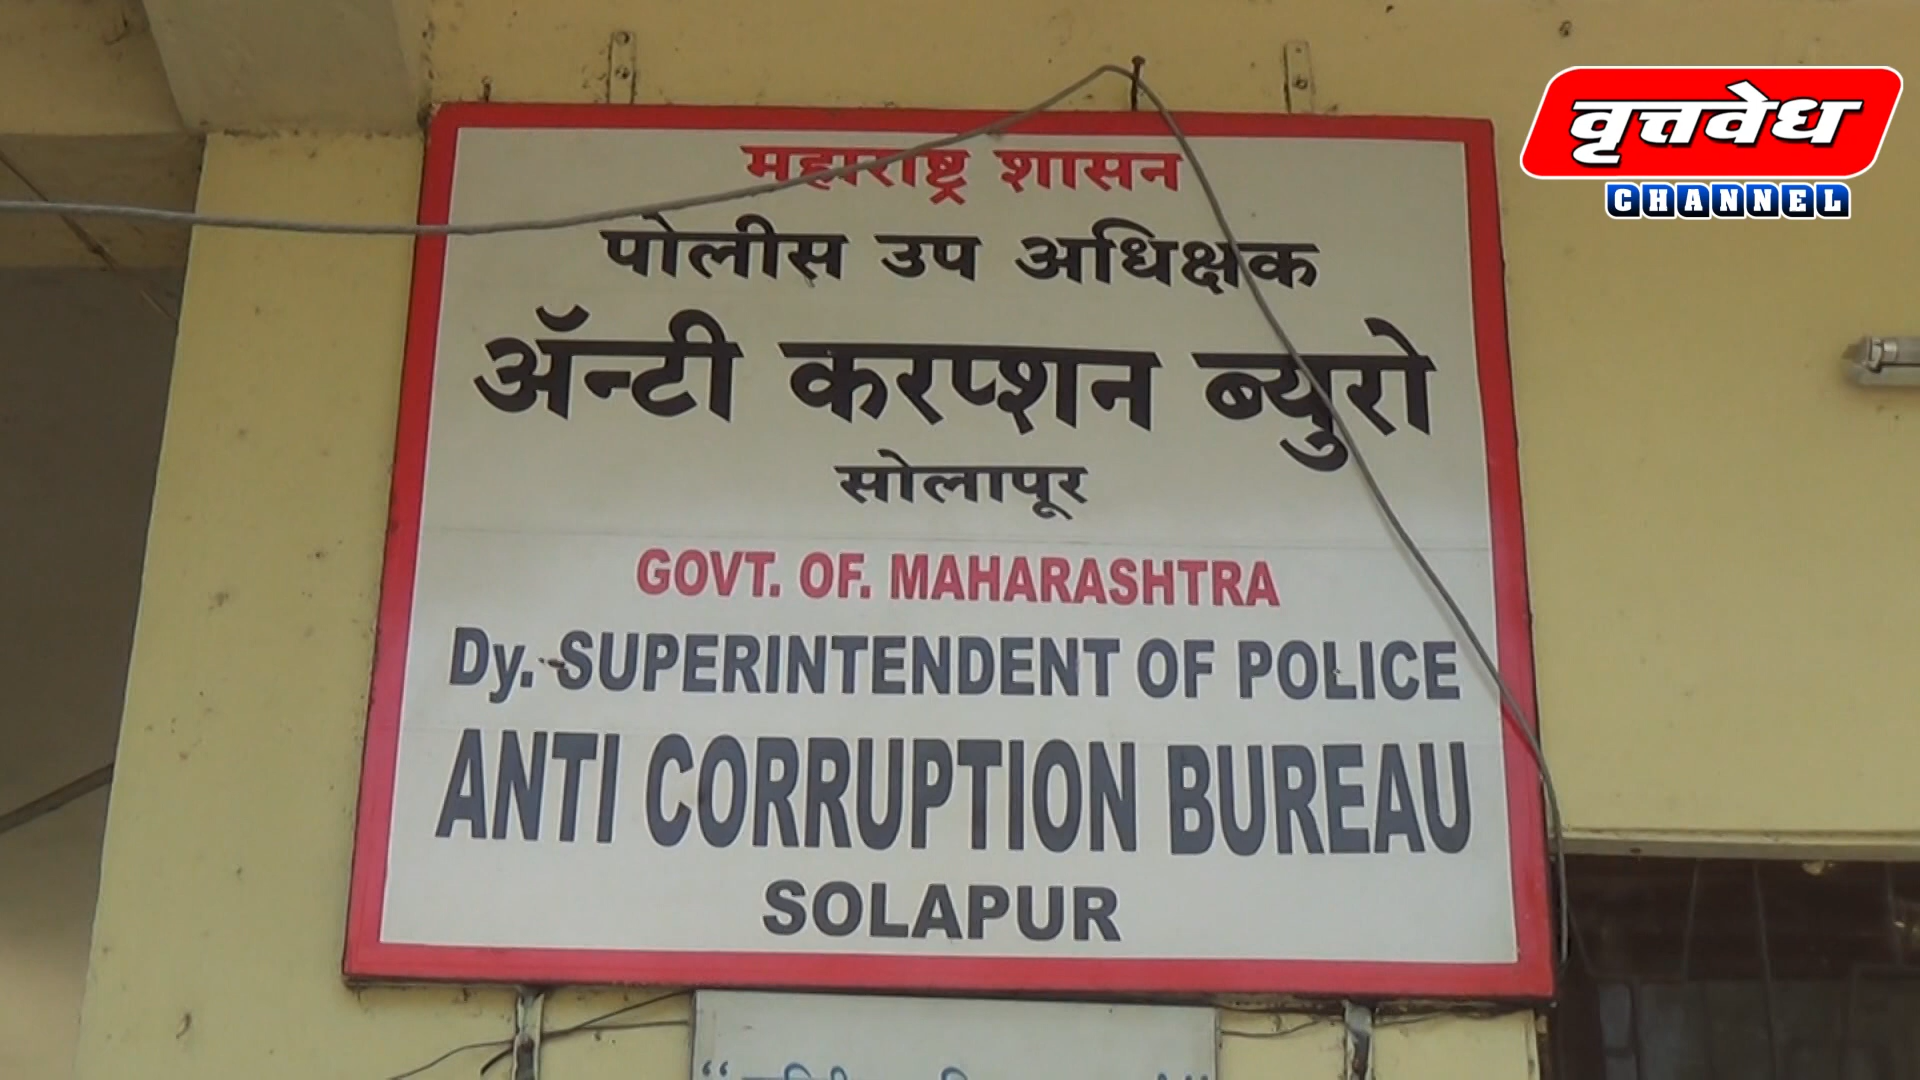 वृत्तवेध
CHANNEL
महाराष्ट्र शासन
पोलीस उप अधिक्षक
ॲन्टी करप्शन ब्युरो
सोलापूर
GOVT. OF. MAHARASHTRA
Dy. SUPERINTENDENT OF POLICE
ANTI CORRUPTION BUREAU
SOLAPUR